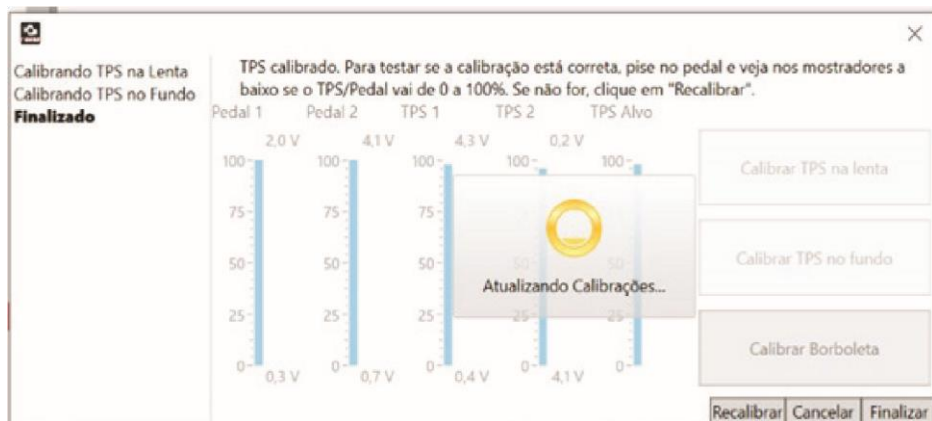 Calibrando TPS na Lenta
Calibrando TPS no Fundo
Finalizado
TPS calibrado. Para testar se a calibração está correta, pise no pedal e veja nos mostradores a
baixo se o TPS/Pedal vai de 0 a 100%. Se não for, clique em "Recalibrar".
Pedal 1 Pedal 2 TPS 1 TPS 2 TPS Alvo
2,0 V 4,1 V 4,3 V 0,2 V
100 100 100 100 100
75 75 75
50 50 50 50 50
25 25 25 25 25
0 0 0 0 0
0,3 V 0,7 V 0,4 V 4,1 V
Atualizando Calibrações...
Calibrar TPS na lenta
Calibrar TPS no fundo
Calibrar Borboleta
Recalibrar Cancelar Finalizar